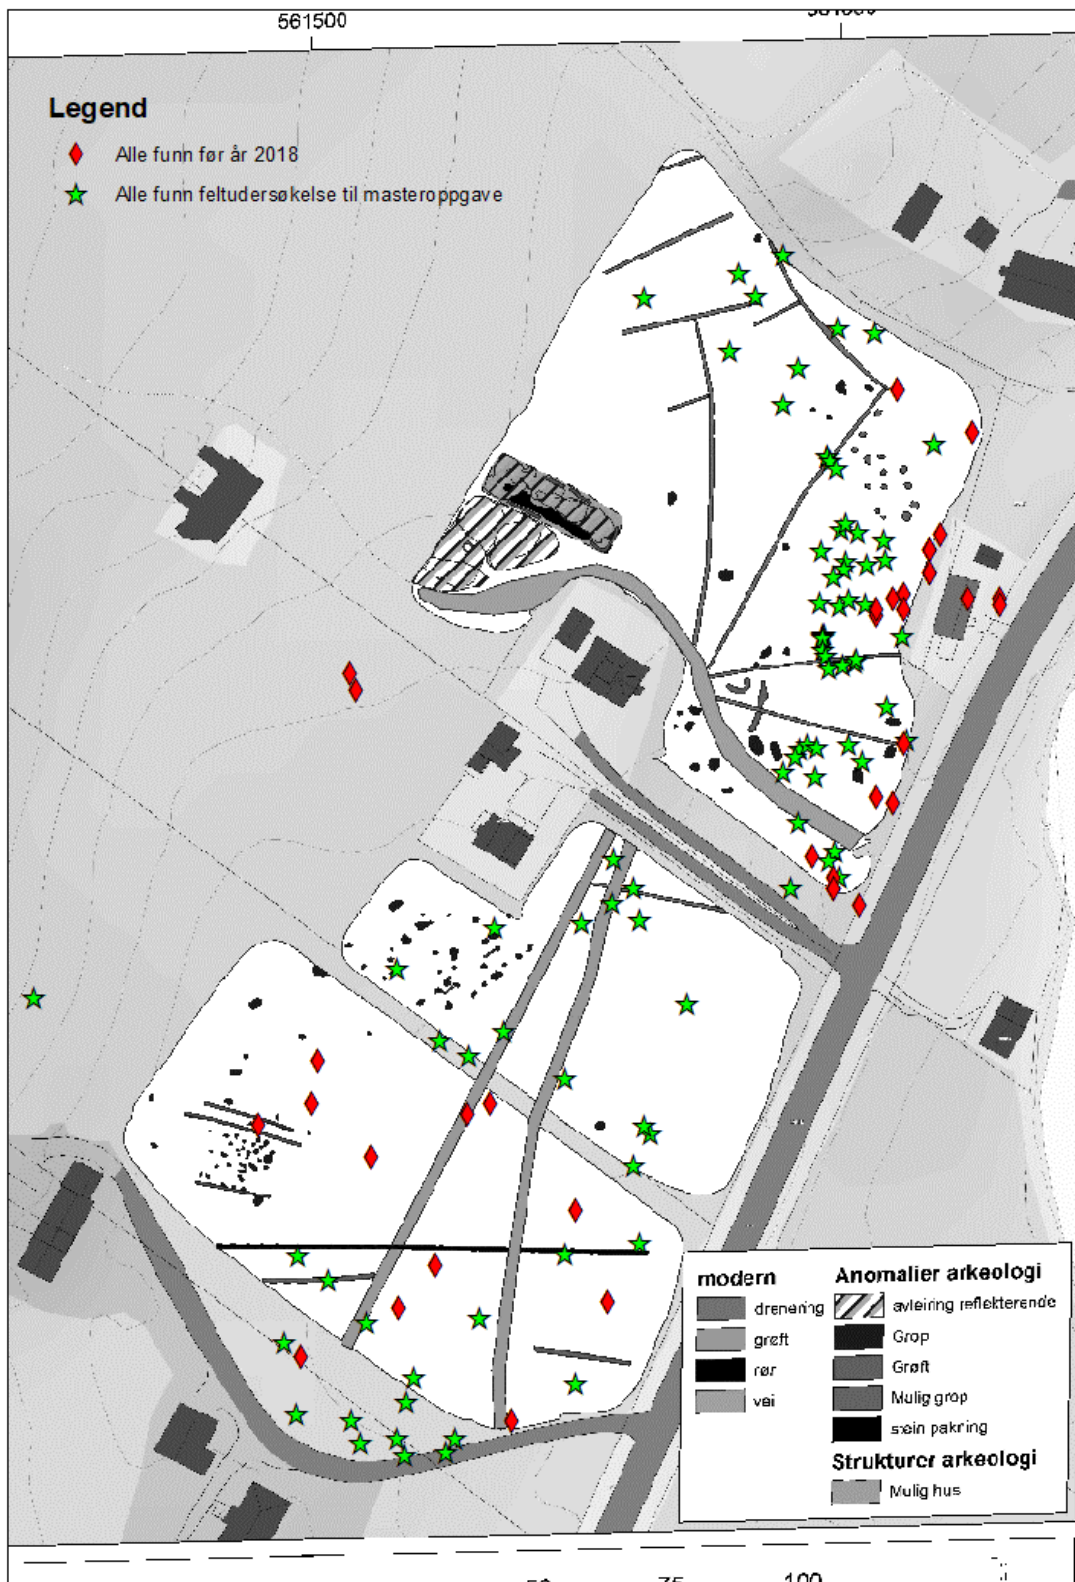 561500
Legend
Alle funn før år 2018
Alle funn feltudersøkelse til masteroppgave
modern
drenering
grøft
rør
vei
Anomalier arkeologi
avleiring reflekterende
Grop
Grøft
Mulig grop
stein pakning
Strukturer arkeologi
Mulig hus
75
100